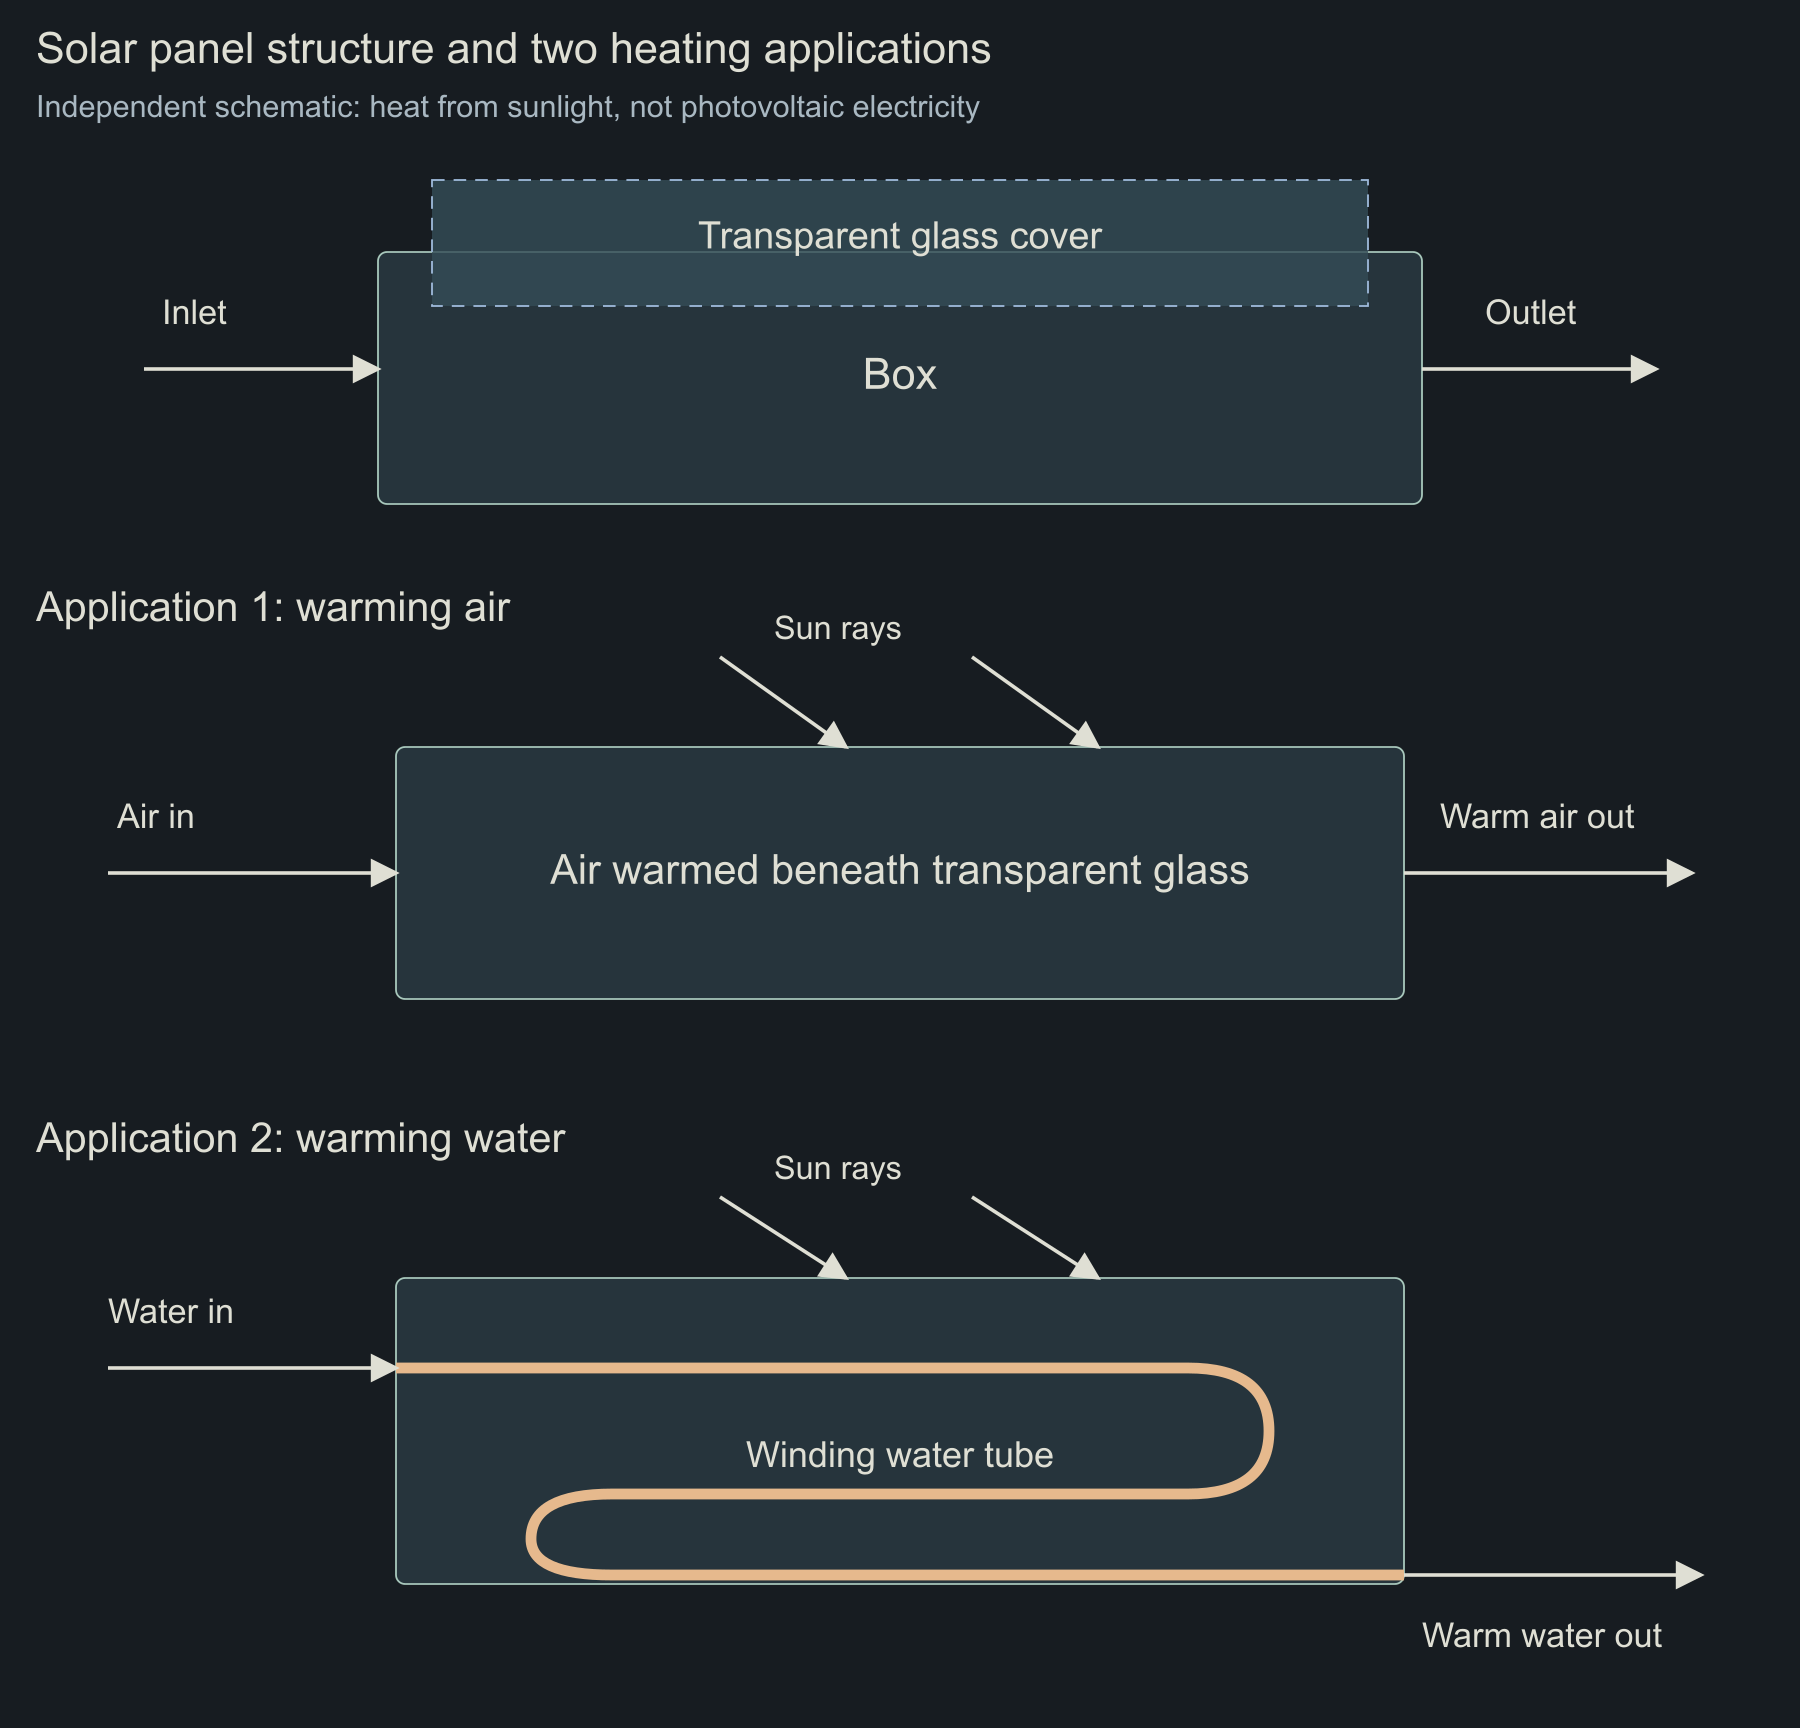 Solar panel structure and two heating applications
Independent schematic: heat from sunlight, not photovoltaic electricity
Transparent glass cover
Inlet
Outlet
Box
Application 1: warming air
Sun rays
Air in
Warm air out
Air warmed beneath transparent glass
Application 2: warming water
Sun rays
Water in
Winding water tube
Warm water out